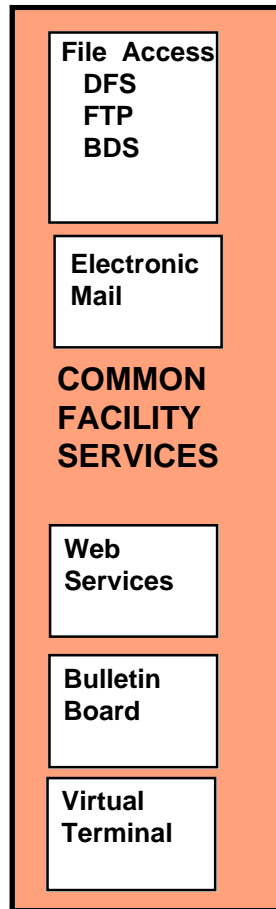 File Access
DFS
FTP
BDS
Electronic
Mail
COMMON
FACILITY
SERVICES
Web
Services
Bulletin
Board
Virtual
Terminal